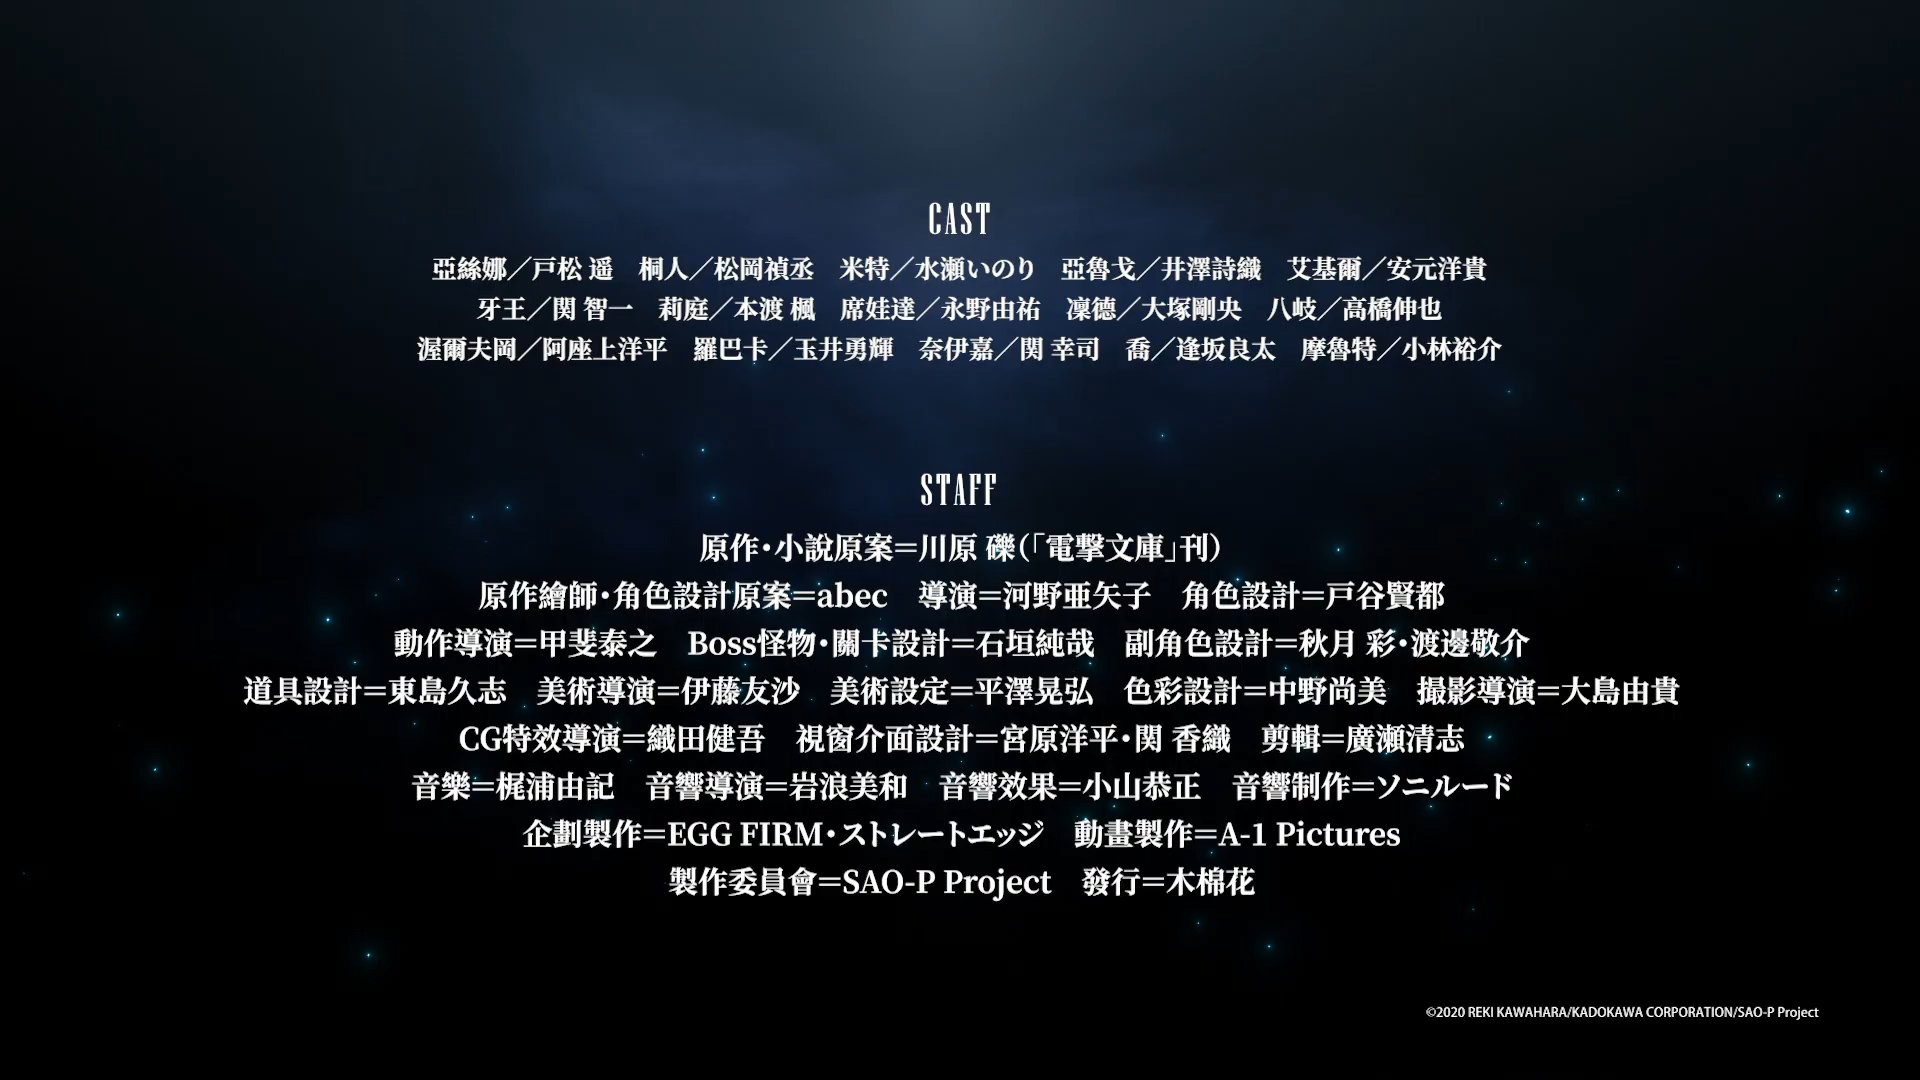 CAST
亞絲娜／戸松 遥　桐人／松岡禎丞　米特／水瀬いのり　亞魯戈／井澤詩織　艾基爾／安元洋貴
牙王／関 智一　莉庭／本渡 楓　席娃達／永野由祐　凜德／大塚剛央　八岐／高橋伸也
渥爾夫岡／阿座上洋平　羅巴卡／玉井勇輝　奈伊嘉／関 幸司　喬／逢坂良太　摩魯特／小林裕介
STAFF
原作・小說原案＝川原 礫（「電撃文庫」刊）
原作繪師・角色設計原案＝abec　導演＝河野亜矢子　角色設計＝戸谷賢都
動作導演＝甲斐泰之　Boss怪物・關卡設計＝石垣純哉　副角色設計＝秋月 彩・渡邊敬介
道具設計＝東島久志　美術導演＝伊藤友沙　美術設定＝平澤晃弘　色彩設計＝中野尚美　撮影導演＝大島由貴
CG特效導演＝織田健吾　視窗介面設計＝宮原洋平・関 香織　剪輯＝廣瀬清志
音樂＝梶浦由記　音響導演＝岩浪美和　音響效果＝小山恭正　音響制作＝ソニルード
企劃製作＝EGG FIRM・ストレートエッジ　動畫製作＝A-1 Pictures
製作委員會＝SAO-P Project　發行＝木棉花
©2020 REKI KAWAHARA/KADOKAWA CORPORATION/SAO-P Project